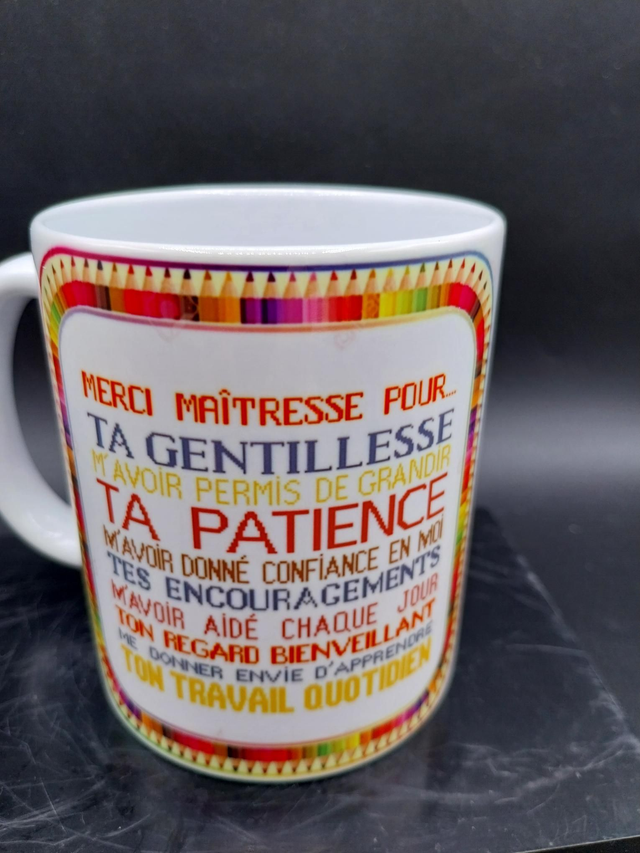 MERCI MAÎTRESSE POUR...
TA GENTILLESSE
M'AVOIR PERMIS DE GRANDIR
TA PATIENCE
M'AVOIR DONNÉ CONFIANCE EN MOI
TES ENCOURAGEMENTS
M'AVOIR AIDÉ CHAQUE JOUR
TON REGARD BIENVEILLANT
ME DONNER ENVIE D'APPRENDRE
TON TRAVAIL QUOTIDIEN